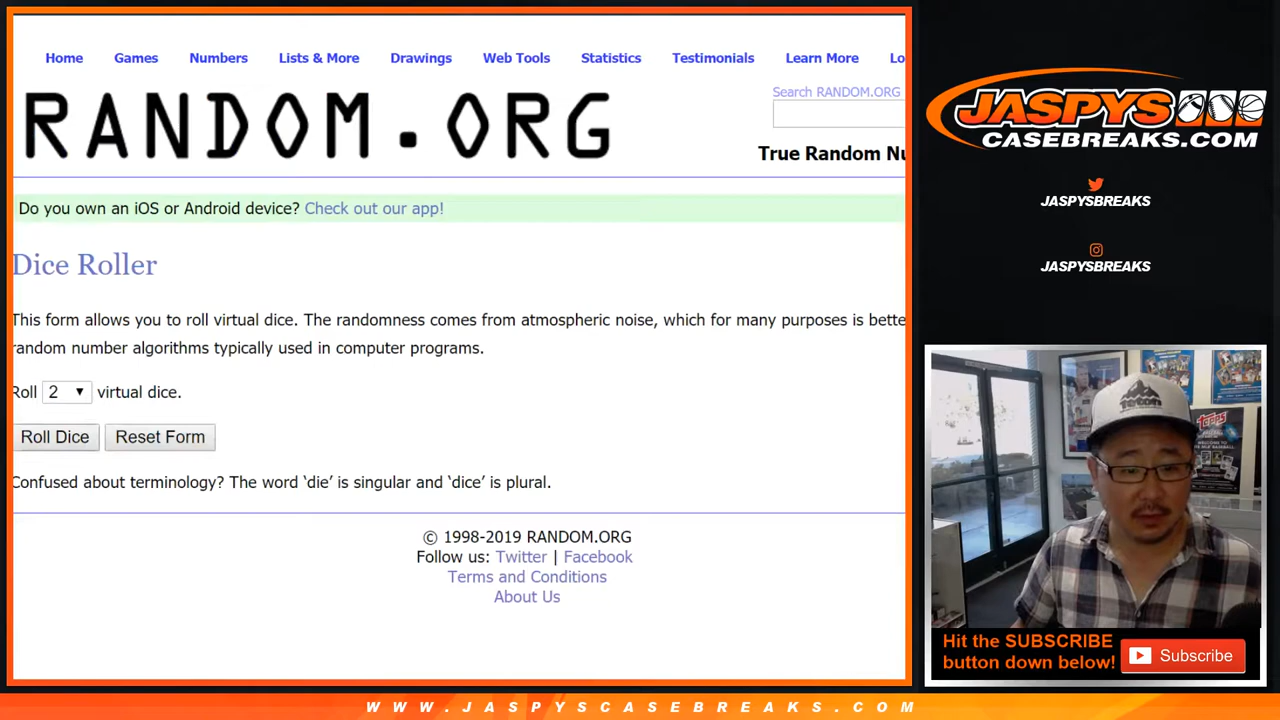 Home Games Numbers Lists & More Drawings Web Tools Statistics Testimonials Learn More Lo
RANDOM.ORG
Search RANDOM.ORG
True Random Nu
Do you own an iOS or Android device? Check out our app!
Dice Roller
This form allows you to roll virtual dice. The randomness comes from atmospheric noise, which for many purposes is bette
random number algorithms typically used in computer programs.
Roll 2 virtual dice.
Roll Dice Reset Form
Confused about terminology? The word ‘die’ is singular and ‘dice’ is plural.
© 1998-2019 RANDOM.ORG
Follow us: Twitter | Facebook
Terms and Conditions
About Us
JASPYS
CASEBREAKS.COM
JASPYSBREAKS
JASPYSBREAKS
topps
Hit the SUBSCRIBE
button down below!
Subscribe
WWW.JASPYSCASEBREAKS.COM